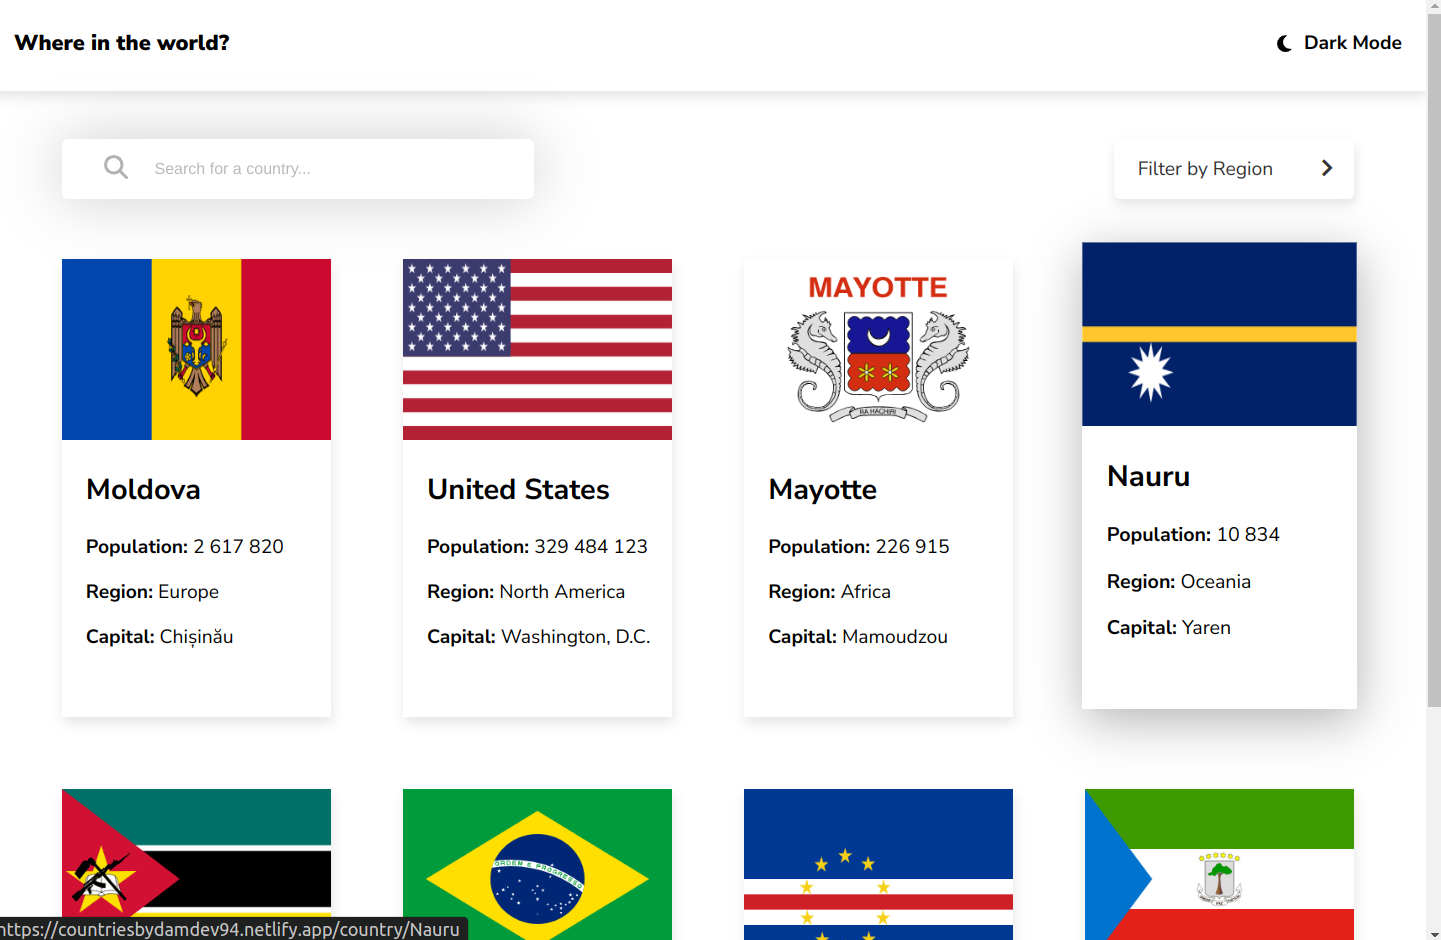 Where in the world?
Dark Mode
Search for a country...
Filter by Region
MAYOTTE
RA HACHIRI
Moldova
Population: 2 617 820
Region: Europe
Capital: Chișinău
United States
Population: 329 484 123
Region: North America
Capital: Washington, D.C.
Mayotte
Population: 226 915
Region: Africa
Capital: Mamoudzou
Nauru
Population: 10 834
Region: Oceania
Capital: Yaren
ORDEM E PROGRESSO
https://countriesbydamdev94.netlify.app/country/Nauru